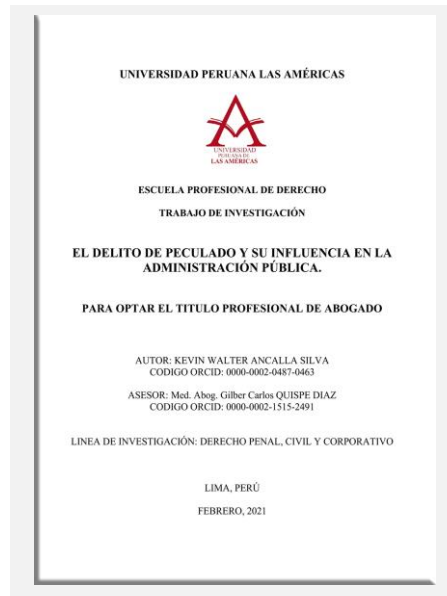 UNIVERSIDAD PERUANA LAS AMÉRICAS
UNIVERSIDAD
PERUANA DE
LAS AMÉRICAS
ESCUELA PROFESIONAL DE DERECHO
TRABAJO DE INVESTIGACIÓN
EL DELITO DE PECULADO Y SU INFLUENCIA EN LA
ADMINISTRACIÓN PÚBLICA.
PARA OPTAR EL TITULO PROFESIONAL DE ABOGADO
AUTOR: KEVIN WALTER ANCALLA SILVA
CODIGO ORCID: 0000-0002-0487-0463
ASESOR: Med. Abog. Gilber Carlos QUISPE DIAZ
CODIGO ORCID: 0000-0002-1515-2491
LINEA DE INVESTIGACIÓN: DERECHO PENAL, CIVIL Y CORPORATIVO
LIMA, PERÚ
FEBRERO, 2021